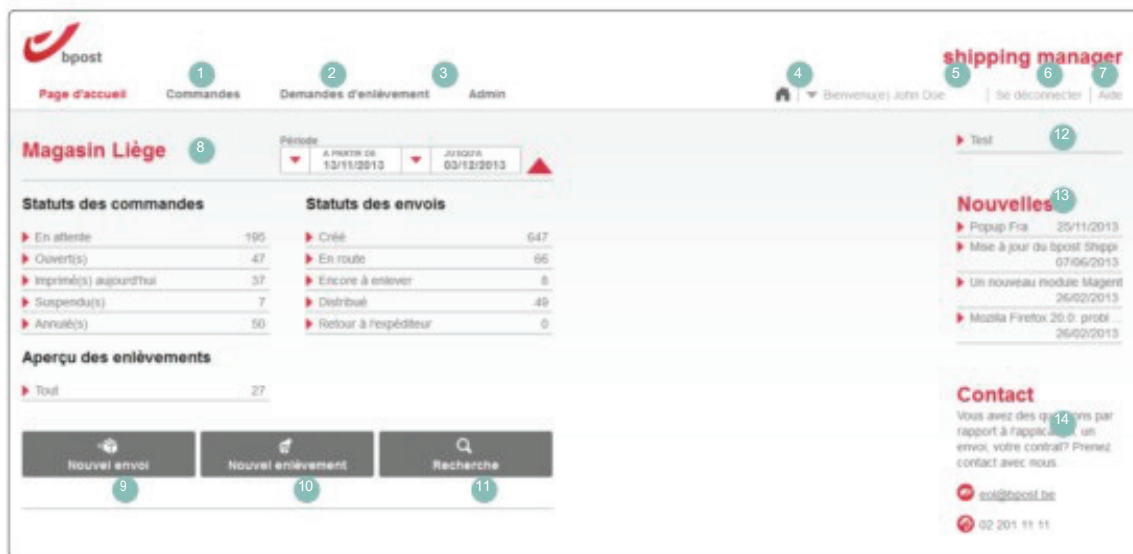 bpost
shipping manager
1 2 3 4 5 6 7
Page d'accueil Commandes Demandes d'enlèvement Admin Bienvenu(e) John Doe Se déconnecter Aide
Magasin Liège 8
Période
A PARTIR DE 13/11/2013
JUSQU'A 03/12/2013
Statuts des commandes
En attente 195
Ouvert(s) 47
Imprimé(s) aujourd'hui 37
Suspendu(s) 7
Annulé(s) 50
Statuts des envois
Créé 647
En route 66
Encore à enlever 8
Distribué 49
Retour à l'expéditeur 0
Aperçu des enlèvements
Tout 27
Nouvel envoi
Nouvel enlèvement
Recherche
9 10 11
Test 12
Nouvelles 13
Popup Fra 25/11/2013
Mise à jour du bpost Shippi
07/06/2013
Un nouveau module Magent
26/02/2013
Mozilla Firefox 20.0: probl ...
26/02/2013
Contact
14
Vous avez des ons par
rapport à l'applica un
envoi, votre contrat? Prenez
contact avec nous.
eol@bpost.be
02 201 11 11